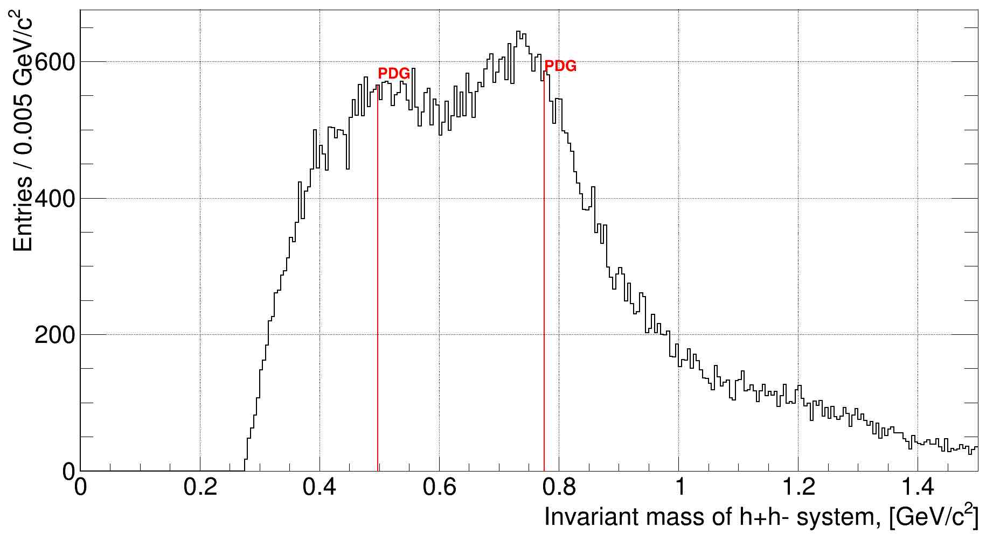 Entries / 0.005 GeV/c²
600
400
200
0
PDG
PDG
0 0.2 0.4 0.6 0.8 1 1.2 1.4
Invariant mass of h+h- system, [GeV/c²]